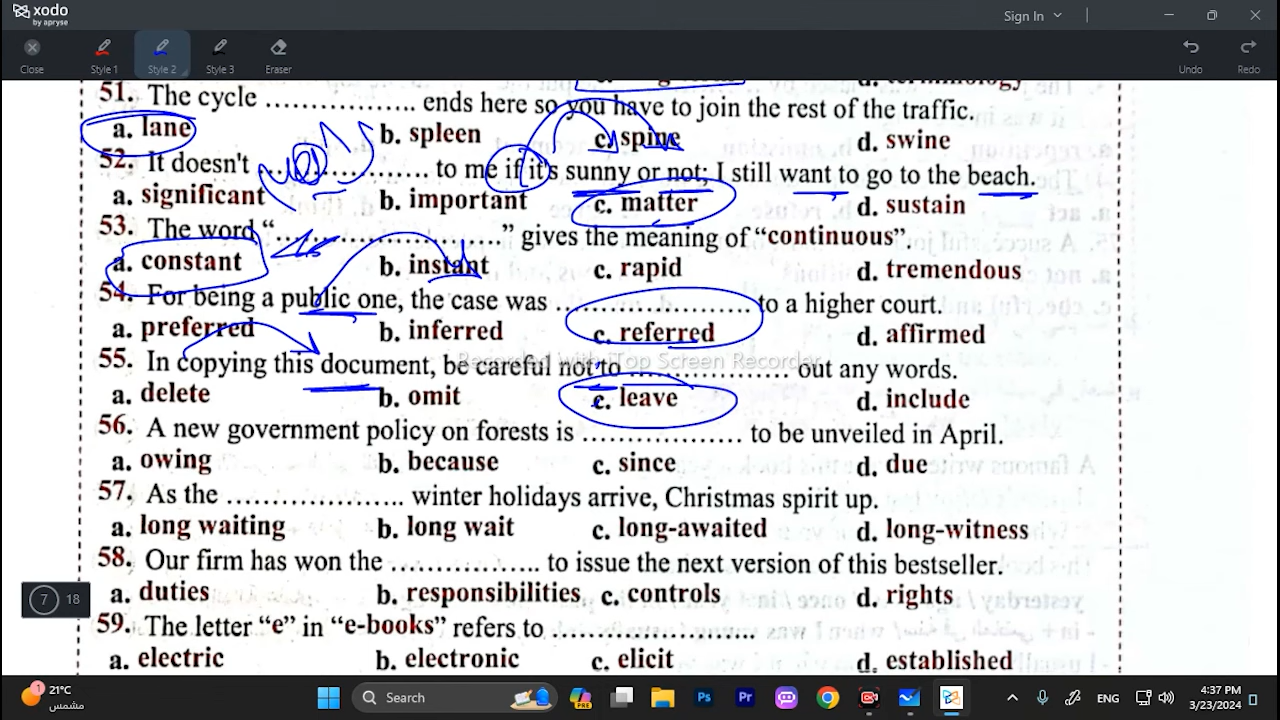 xodo
by apryse
Sign In
Close
Style 1
Style 2
Style 3
Eraser
Undo
Redo
51. The cycle ................ ends here so you have to join the rest of the traffic.
a. lane b. spleen c. spine d. swine
52. It doesn't .................. to me if it's sunny or not; I still want to go to the beach.
a. significant b. important c. matter d. sustain
53. The word “........................” gives the meaning of “continuous”
a. constant b. instant c. rapid d. tremendous
54. For being a public one, the case was ..................... to a higher court.
a. preferred b. inferred c. referred d. affirmed
55. In copying this document, be careful not to ................. out any words.
a. delete b. omit c. leave d. include
Recorded with iTop Screen Recorder
56. A new government policy on forests is ................. to be unveiled in April.
a. owing b. because c. since d. due
57. As the ................... winter holidays arrive, Christmas spirit up.
a. long waiting b. long wait c. long-awaited d. long-witness
58. Our firm has won the ................ to issue the next version of this bestseller.
a. duties b. responsibilities c. controls d. rights
59. The letter “e” in “e-books” refers to ......................
a. electric b. electronic c. elicit d. established
7 18
1
21°C
مشمس
Search
PRE
Ps
Pr
ENG
4:37 PM
3/23/2024